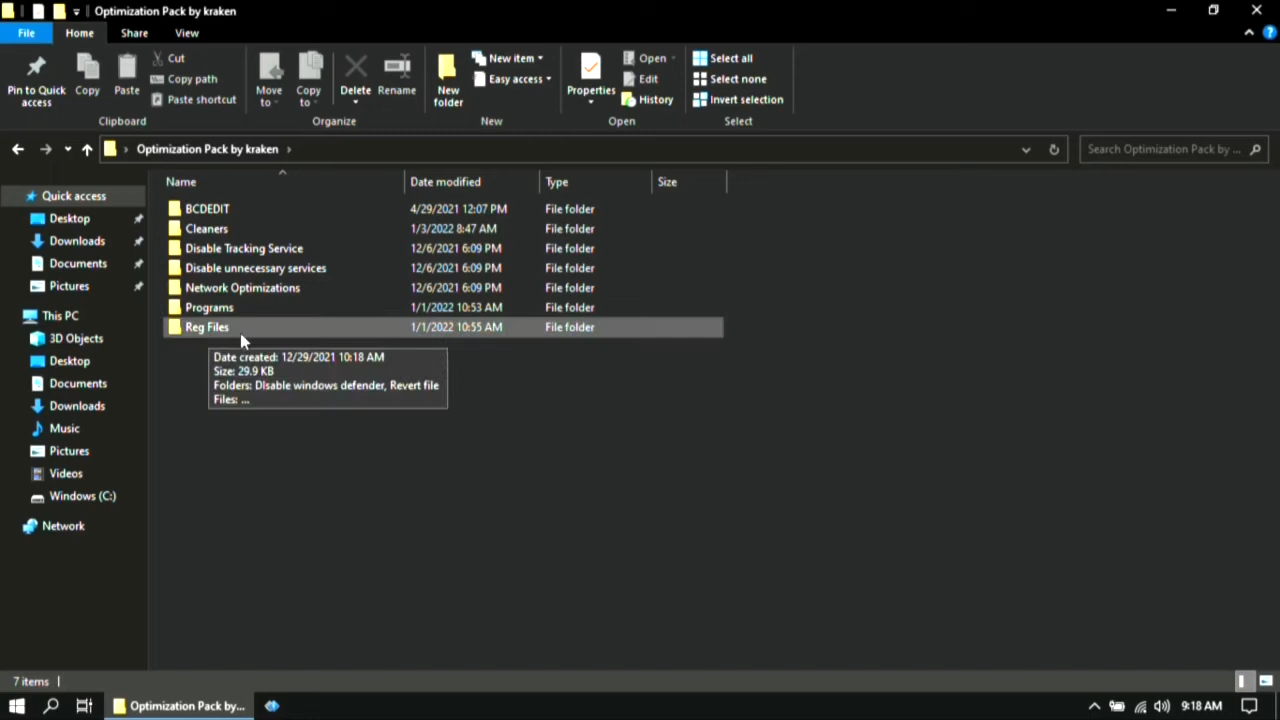 Optimization Pack by kraken
File Home Share View
Pin to Quick access
Copy
Paste
Cut
Copy path
Paste shortcut
Clipboard
Move to
Copy to
Delete
Rename
Organize
New folder
New item
Easy access
New
Properties
Open
Edit
History
Open
Select all
Select none
Invert selection
Select
Optimization Pack by kraken
Search Optimization Pack by ...
Quick access
Desktop
Downloads
Documents
Pictures
This PC
3D Objects
Desktop
Documents
Downloads
Music
Pictures
Videos
Windows (C:)
Network
Name Date modified Type Size
BCDEDIT 4/29/2021 12:07 PM File folder
Cleaners 1/3/2022 8:47 AM File folder
Disable Tracking Service 12/6/2021 6:09 PM File folder
Disable unnecessary services 12/6/2021 6:09 PM File folder
Network Optimizations 12/6/2021 6:09 PM File folder
Programs 1/1/2022 10:53 AM File folder
Reg Files 1/1/2022 10:55 AM File folder
Date created: 12/29/2021 10:18 AM
Size: 29.9 KB
Folders: DIsable windows defender, Revert file
Files: ...
7 items
Optimization Pack by...
9:18 AM